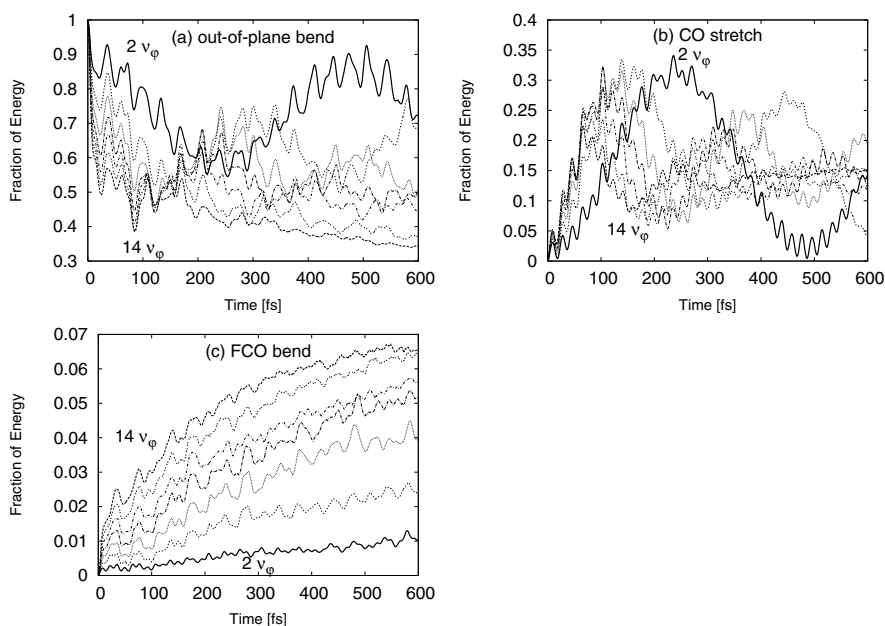 (a) out-of-plane bend
2 νφ
14 νφ
Fraction of Energy
1
0.9
0.8
0.7
0.6
0.5
0.4
0.3
0 100 200 300 400 500 600
Time [fs]
(b) CO stretch
2 νφ
14 νφ
Fraction of Energy
0.4
0.35
0.3
0.25
0.2
0.15
0.1
0.05
0
0 100 200 300 400 500 600
Time [fs]
(c) FCO bend
14 νφ
2 νφ
Fraction of Energy
0.07
0.06
0.05
0.04
0.03
0.02
0.01
0
0 100 200 300 400 500 600
Time [fs]